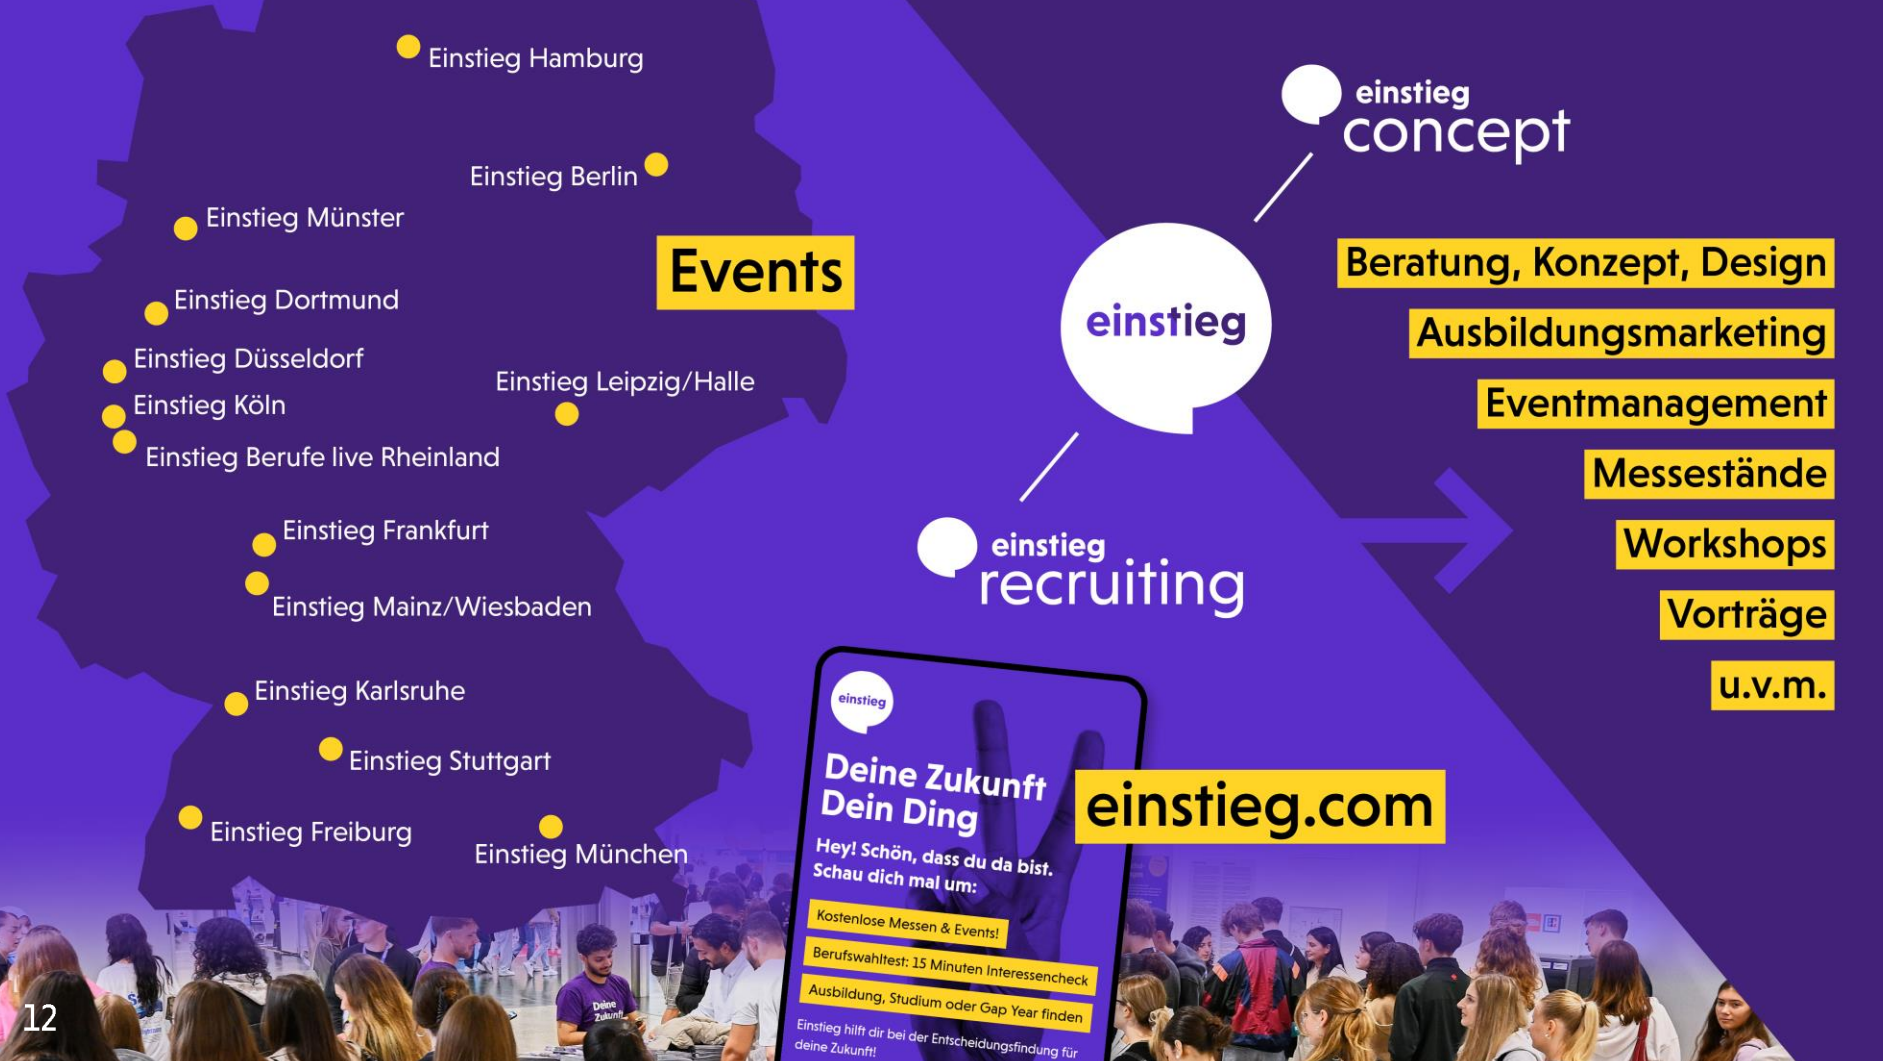 Einstieg Hamburg
Einstieg Berlin
Einstieg Münster
Einstieg Dortmund
Einstieg Düsseldorf
Einstieg Köln
Einstieg Berufe live Rheinland
Einstieg Leipzig/Halle
Einstieg Frankfurt
Einstieg Mainz/Wiesbaden
Einstieg Karlsruhe
Einstieg Stuttgart
Einstieg Freiburg
Einstieg München
Events
einstieg
concept
einstieg
einstieg
recruiting
Beratung, Konzept, Design
Ausbildungsmarketing
Eventmanagement
Messestände
Workshops
Vorträge
u.v.m.
einstieg
Deine Zukunft
Dein Ding
Hey! Schön, dass du da bist.
Schau dich mal um:
Kostenlose Messen & Events!
Berufswahltest: 15 Minuten Interessencheck
Ausbildung, Studium oder Gap Year finden
Einstieg hilft dir bei der Entscheidungsfindung für
deine Zukunft!
einstieg.com
Deine
Zukunft
12